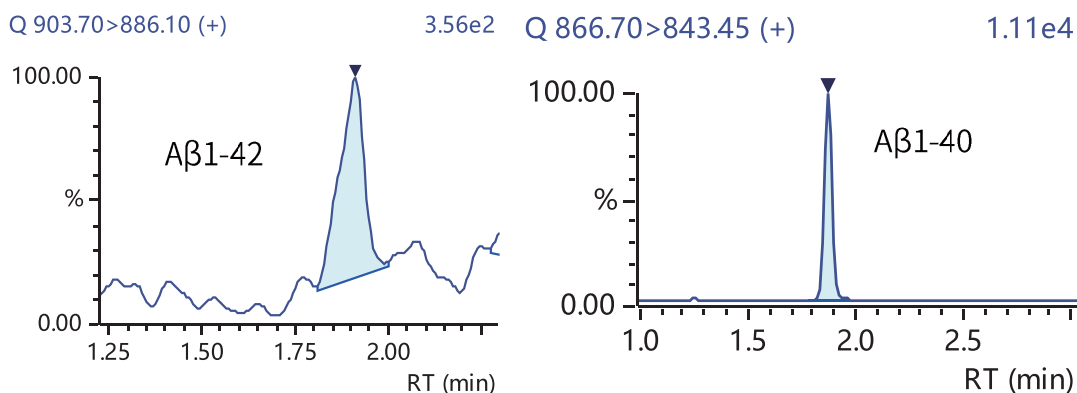 Q 903.70>886.10 (+) 3.56e2
100.00
Aβ1-42
%
0.00
1.25 1.50 1.75 2.00
RT (min)
Q 866.70>843.45 (+) 1.11e4
100.00
Aβ1-40
%
0.00
1.0 1.5 2.0 2.5
RT (min)